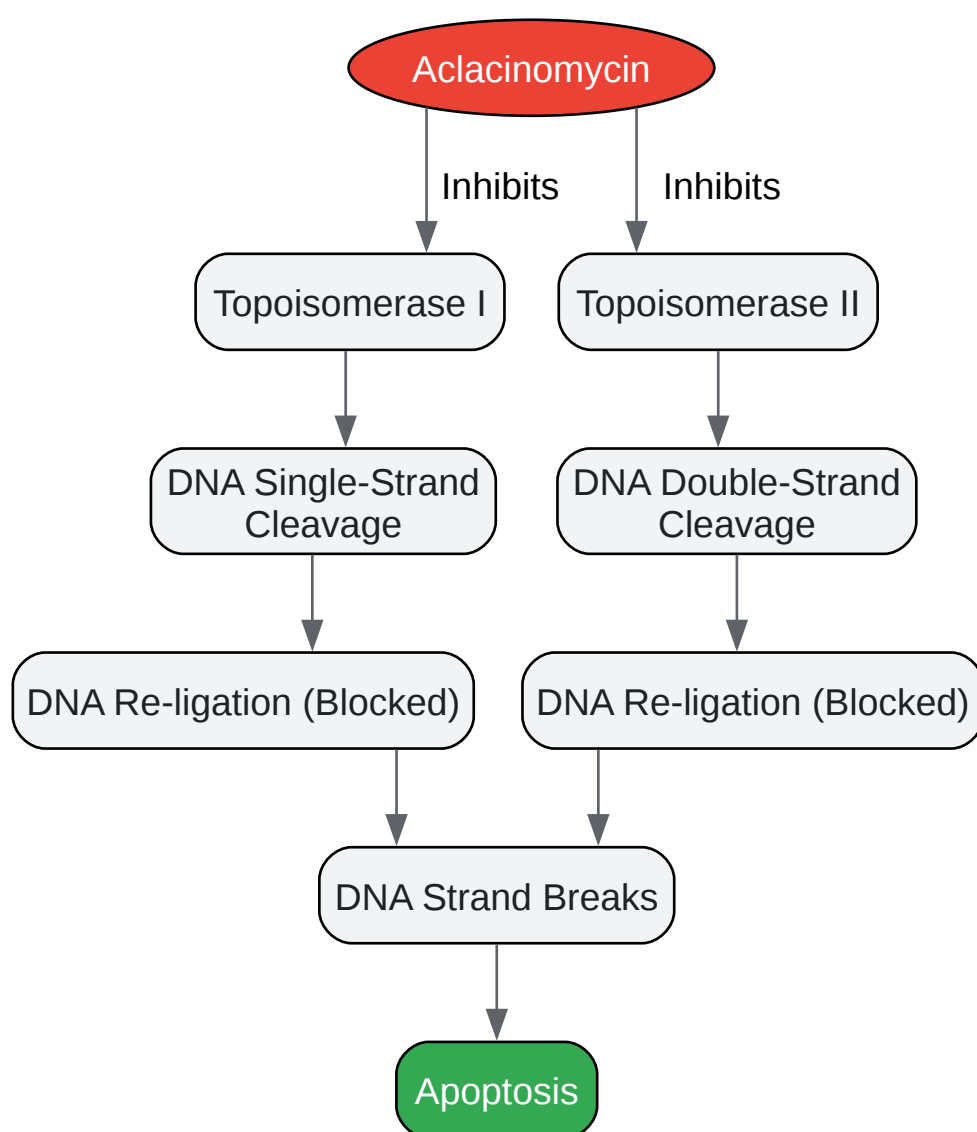 Aclacinomycin
Inhibits
Inhibits
Topoisomerase I
Topoisomerase II
DNA Single-Strand
Cleavage
DNA Double-Strand
Cleavage
DNA Re-ligation (Blocked)
DNA Re-ligation (Blocked)
DNA Strand Breaks
Apoptosis